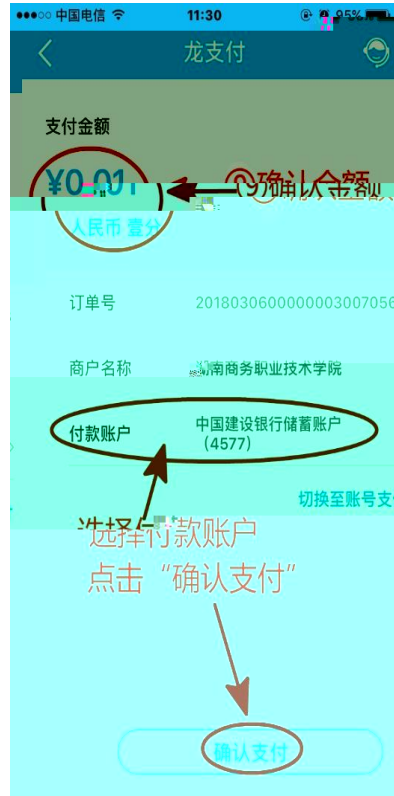 中国电信
11:30
95%
龙支付
支付金额
¥0.01
⑨确认金额
人民币 壹分
订单号
20180306000000003007056
商户名称
湖南商务职业技术学院
付款账户
中国建设银行储蓄账户
(4577)
切换至账号支
选择付款账户
点击“确认支付”
确认支付